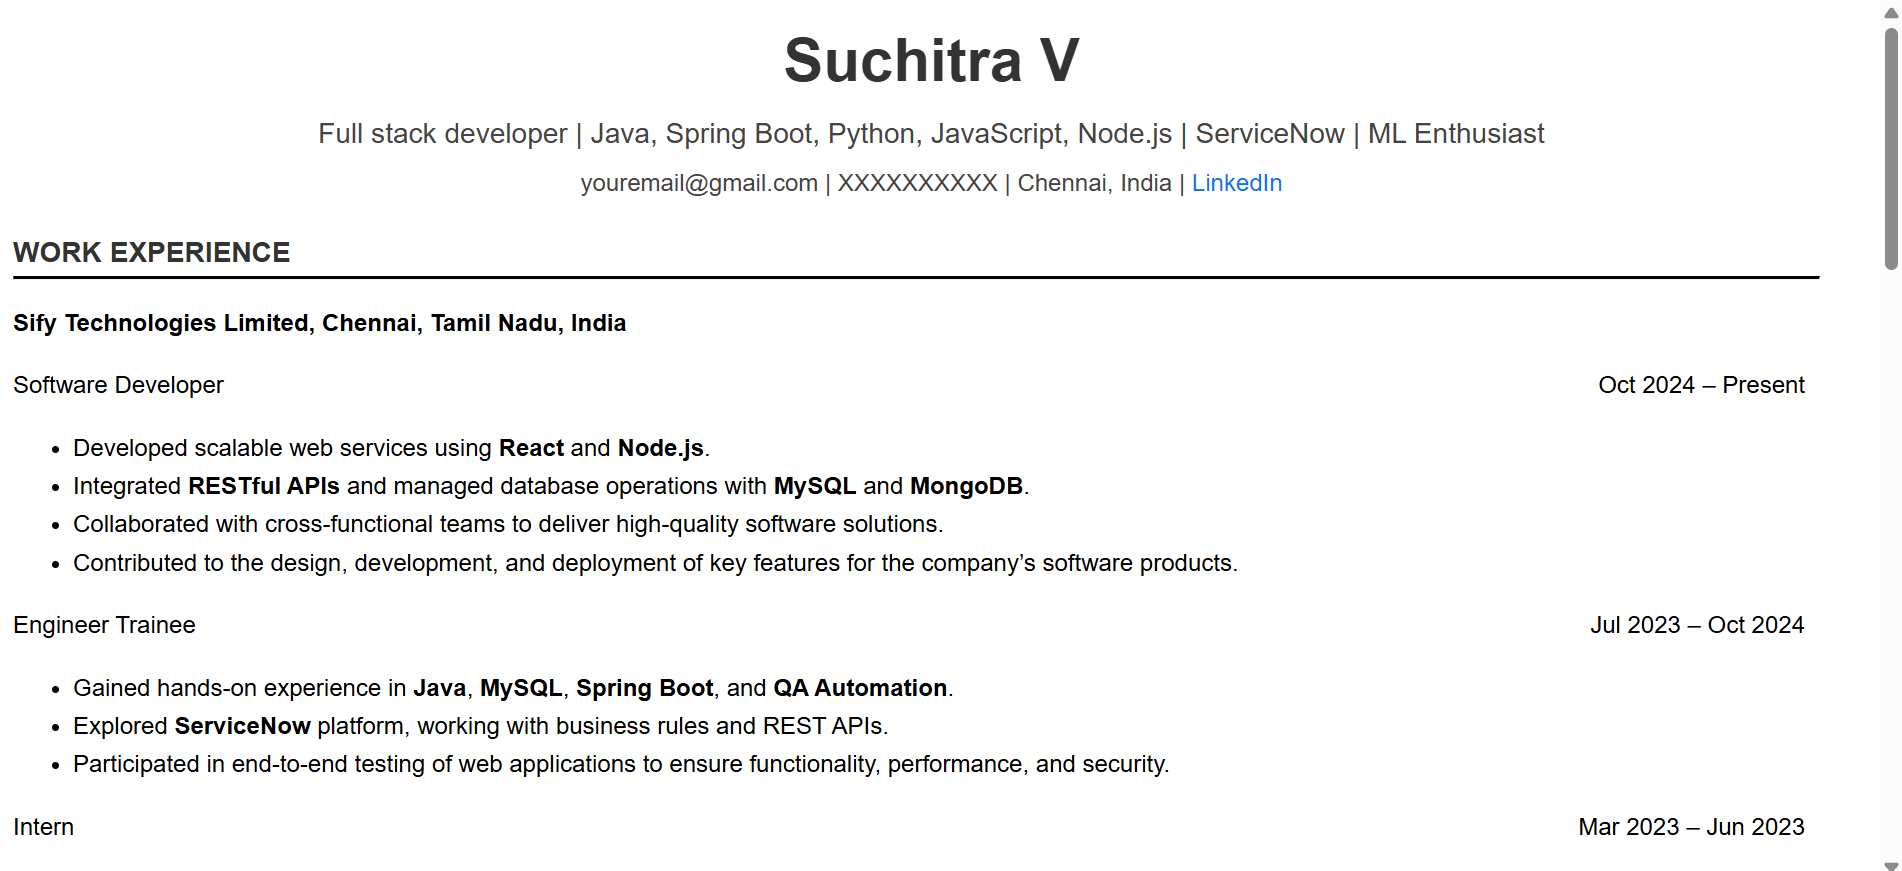 Suchitra V
Full stack developer | Java, Spring Boot, Python, JavaScript, Node.js | ServiceNow | ML Enthusiast
youremail@gmail.com | XXXXXXXXXX | Chennai, India | LinkedIn
WORK EXPERIENCE
Sify Technologies Limited, Chennai, Tamil Nadu, India
Software Developer Oct 2024 – Present
• Developed scalable web services using React and Node.js.
• Integrated RESTful APIs and managed database operations with MySQL and MongoDB.
• Collaborated with cross-functional teams to deliver high-quality software solutions.
• Contributed to the design, development, and deployment of key features for the company’s software products.
Engineer Trainee Jul 2023 – Oct 2024
• Gained hands-on experience in Java, MySQL, Spring Boot, and QA Automation.
• Explored ServiceNow platform, working with business rules and REST APIs.
• Participated in end-to-end testing of web applications to ensure functionality, performance, and security.
Intern Mar 2023 – Jun 2023